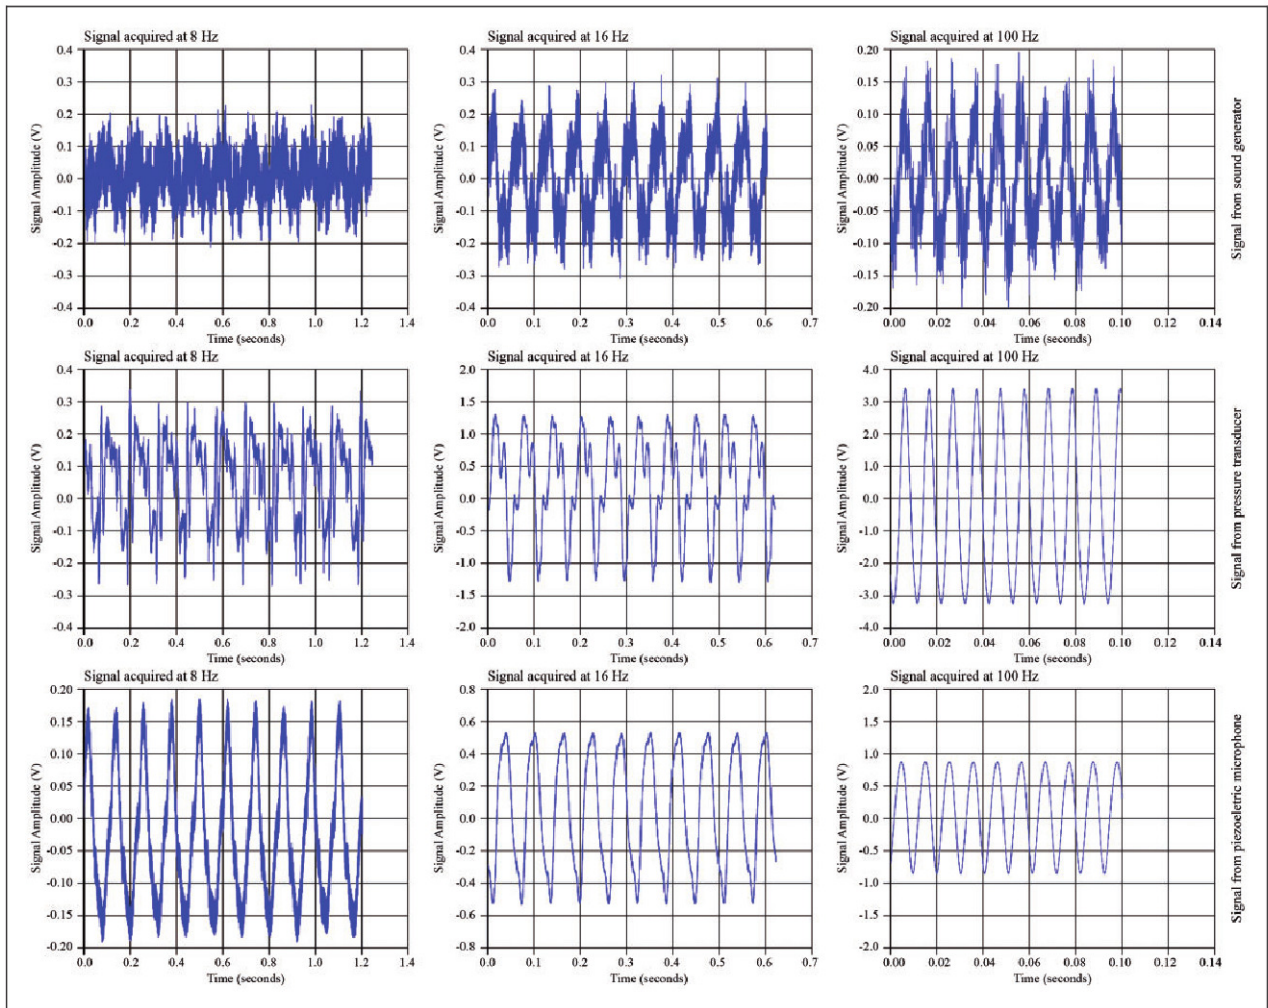 Signal acquired at 8 Hz
Signal Amplitude (V)
0.4
0.3
0.2
0.1
0.0
-0.1
-0.2
-0.3
-0.4
0.0 0.2 0.4 0.6 0.8 1.0 1.2 1.4
Time (seconds)
Signal acquired at 16 Hz
Signal Amplitude (V)
0.4
0.3
0.2
0.1
0.0
-0.1
-0.2
-0.3
-0.4
0.0 0.1 0.2 0.3 0.4 0.5 0.6 0.7
Time (seconds)
Signal acquired at 100 Hz
Signal Amplitude (V)
0.20
0.15
0.10
0.05
0.00
-0.05
-0.10
-0.15
-0.20
0.00 0.02 0.04 0.06 0.08 0.10 0.12 0.14
Time (seconds)
Signal from sound generator
Signal acquired at 8 Hz
Signal Amplitude (V)
0.4
0.3
0.2
0.1
0.0
-0.1
-0.2
-0.3
-0.4
0.0 0.2 0.4 0.6 0.8 1.0 1.2 1.4
Time (seconds)
Signal acquired at 16 Hz
Signal Amplitude (V)
2.0
1.5
1.0
0.5
0.0
-0.5
-1.0
-1.5
-2.0
0.0 0.1 0.2 0.3 0.4 0.5 0.6 0.7
Time (seconds)
Signal acquired at 100 Hz
Signal Amplitude (V)
4.0
3.0
2.0
1.0
0.0
-1.0
-2.0
-3.0
-4.0
0.00 0.02 0.04 0.06 0.08 0.10 0.12 0.14
Time (seconds)
Signal from pressure transducer
Signal acquired at 8 Hz
Signal Amplitude (V)
0.20
0.15
0.10
0.05
0.00
-0.05
-0.10
-0.15
-0.20
0.0 0.2 0.4 0.6 0.8 1.0 1.2 1.4
Time (seconds)
Signal acquired at 16 Hz
Signal Amplitude (V)
0.8
0.6
0.4
0.2
0.0
-0.2
-0.4
-0.6
-0.8
0.0 0.1 0.2 0.3 0.4 0.5 0.6 0.7
Time (seconds)
Signal acquired at 100 Hz
Signal Amplitude (V)
2.0
1.5
1.0
0.5
0.0
-0.5
-1.0
-1.5
-2.0
0.00 0.02 0.04 0.06 0.08 0.10 0.12 0.14
Time (seconds)
Signal from piezoeletric microphone